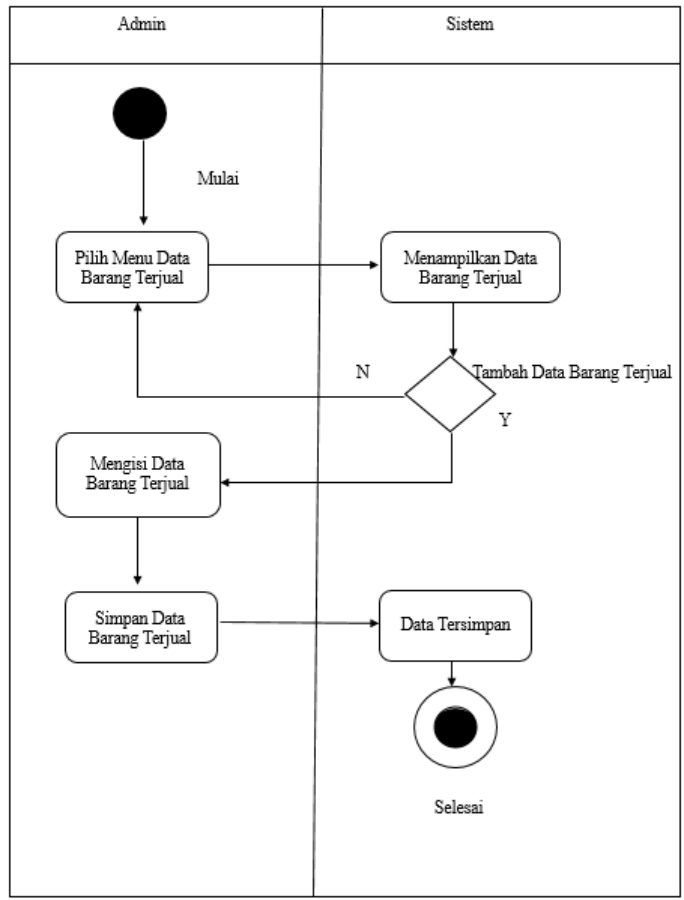 Admin
Sistem
Mulai
Pilih Menu Data
Barang Terjual
Menampilkan Data
Barang Terjual
N
Tambah Data Barang Terjual
Y
Mengisi Data
Barang Terjual
Simpan Data
Barang Terjual
Data Tersimpan
Selesai